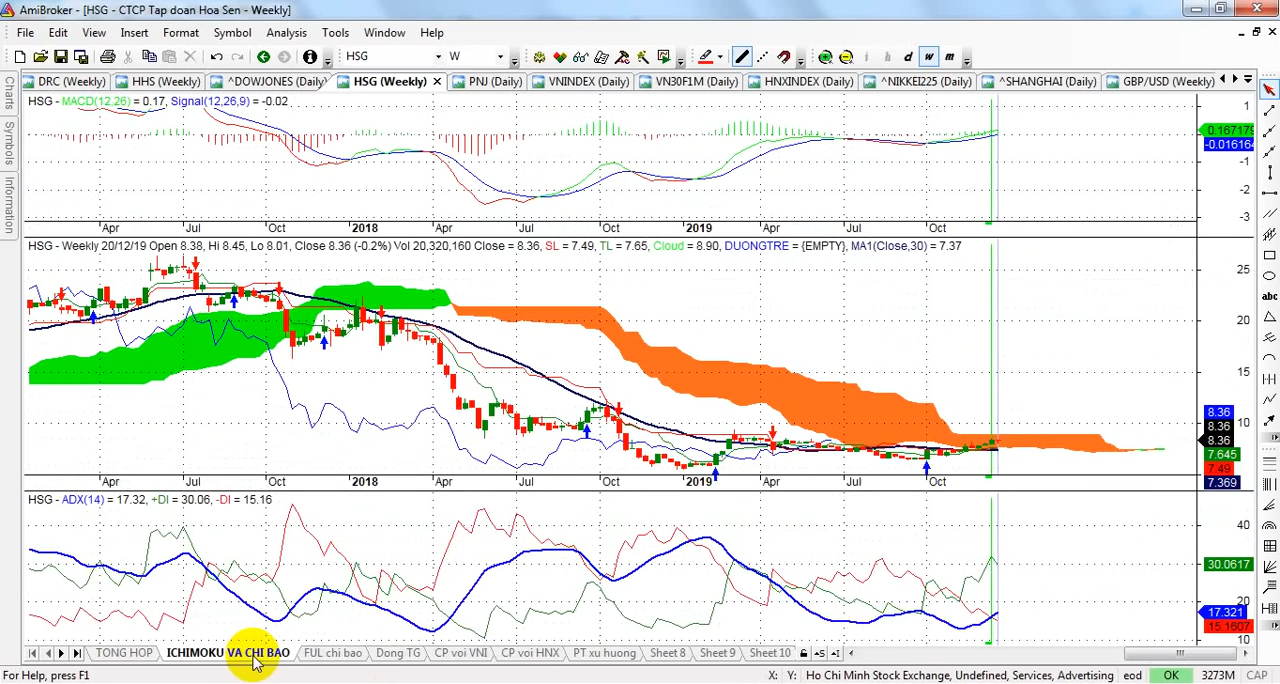 AmiBroker - [HSG - CTCP Tap doan Hoa Sen - Weekly]
File Edit View Insert Format Symbol Analysis Tools Window Help
HSG W i h d w m
DRC (Weekly) HHS (Weekly) ^DOWJONES (Daily) HSG (Weekly) PNJ (Daily) VNINDEX (Daily) VN30F1M (Daily) HNXINDEX (Daily) ^NIKKEI225 (Daily) ^SHANGHAI (Daily) GBP/USD (Weekly)
Charts
Symbols
Information
abc
HSG - MACD(12,26) = 0.17, Signal(12,26,9) = -0.02
1
0.167179
-0.016164
-1
-2
-3
Apr Jul Oct 2018 Apr Jul Oct 2019 Apr Jul Oct
HSG - Weekly 20/12/19 Open 8.38, Hi 8.45, Lo 8.01, Close 8.36 (-0.2%) Vol 20,320,160 Close = 8.36, SL = 7.49, TL = 7.65, Cloud = 8.90, DUONGTRE = {EMPTY}, MA1(Close,30) = 7.37
25
20
15
10
8.36
8.36
8.36
7.645
7.49
7.369
Apr Jul Oct 2018 Apr Jul Oct 2019 Apr Jul Oct
HSG - ADX(14) = 17.32, +DI = 30.06, -DI = 15.16
40
30.0617
20
17.321
15.1607
10
TONG HOP ICHIMOKU VA CHI BAO FUL chi bao Dong TG CP voi VNI CP voi HNX PT xu huong Sheet 8 Sheet 9 Sheet 10
For Help, press F1 X: Y: Ho Chi Minh Stock Exchange, Undefined, Services, Advertising eod OK 3273M CAP